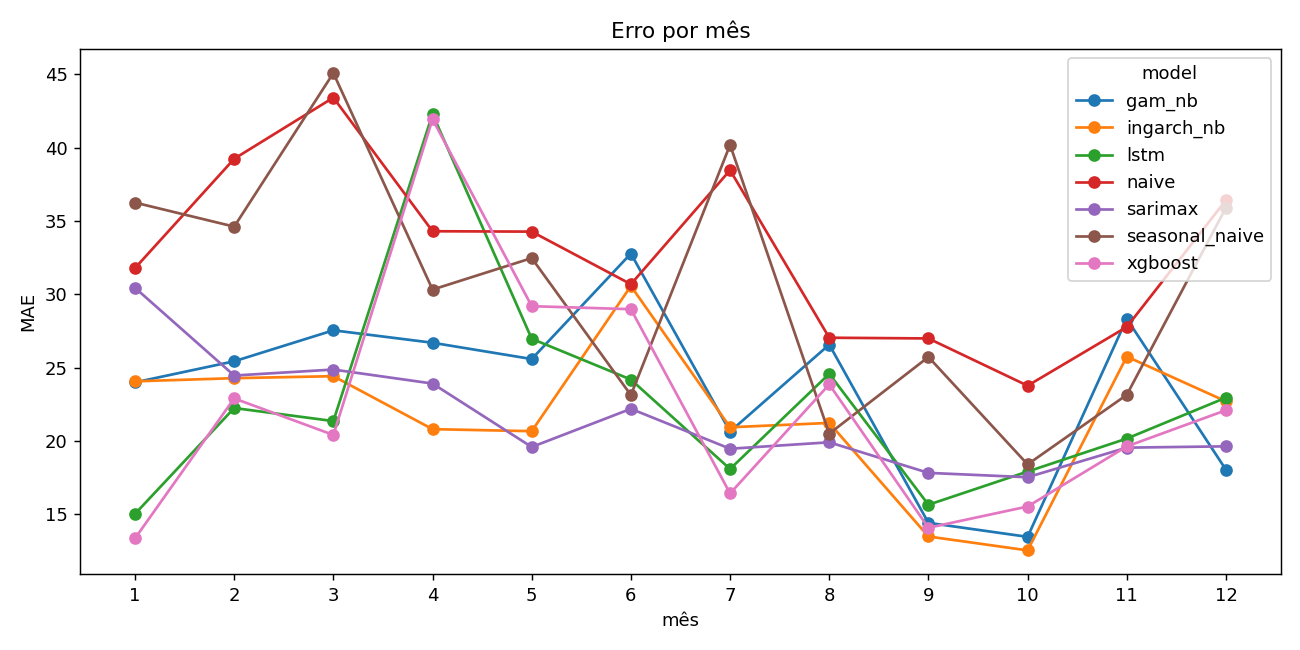 Erro por mês
45
40
35
30
25
20
15
MAE
model
gam_nb
ingarch_nb
lstm
naive
sarimax
seasonal_naive
xgboost
1 2 3 4 5 6 7 8 9 10 11 12
mês